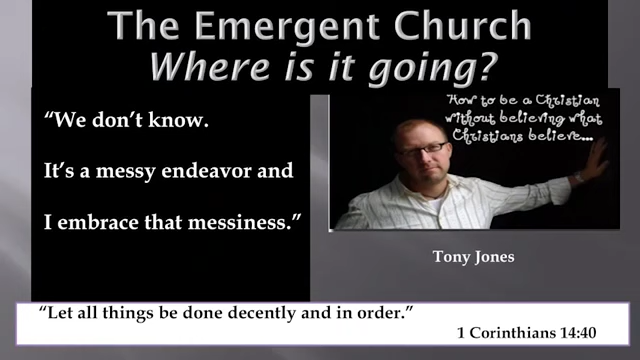 The Emergent Church
Where is it going?
“We don’t know.
It’s a messy endeavor and
I embrace that messiness.”
How to be a Christian
without believing what
Christians believe...
Tony Jones
“Let all things be done decently and in order.”
1 Corinthians 14:40